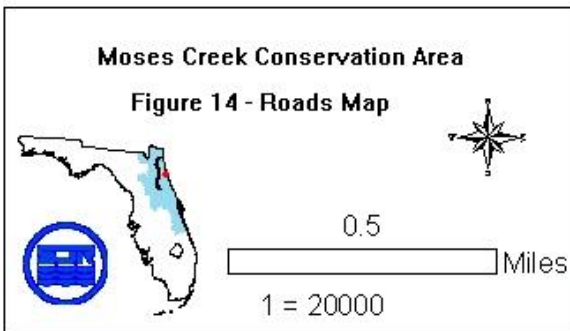 Moses Creek Conservation Area
Figure 14 - Roads Map
0.5
Miles
1 = 20000